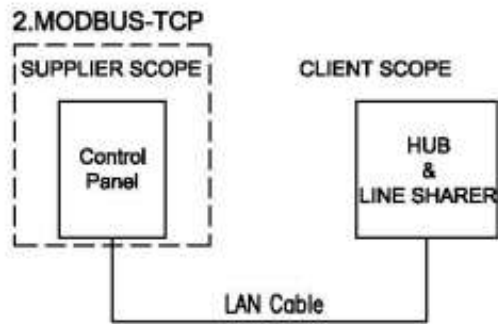 2.MODBUS-TCP
SUPPLIER SCOPE
CLIENT SCOPE
Control
Panel
HUB
&
LINE SHARER
LAN Cable